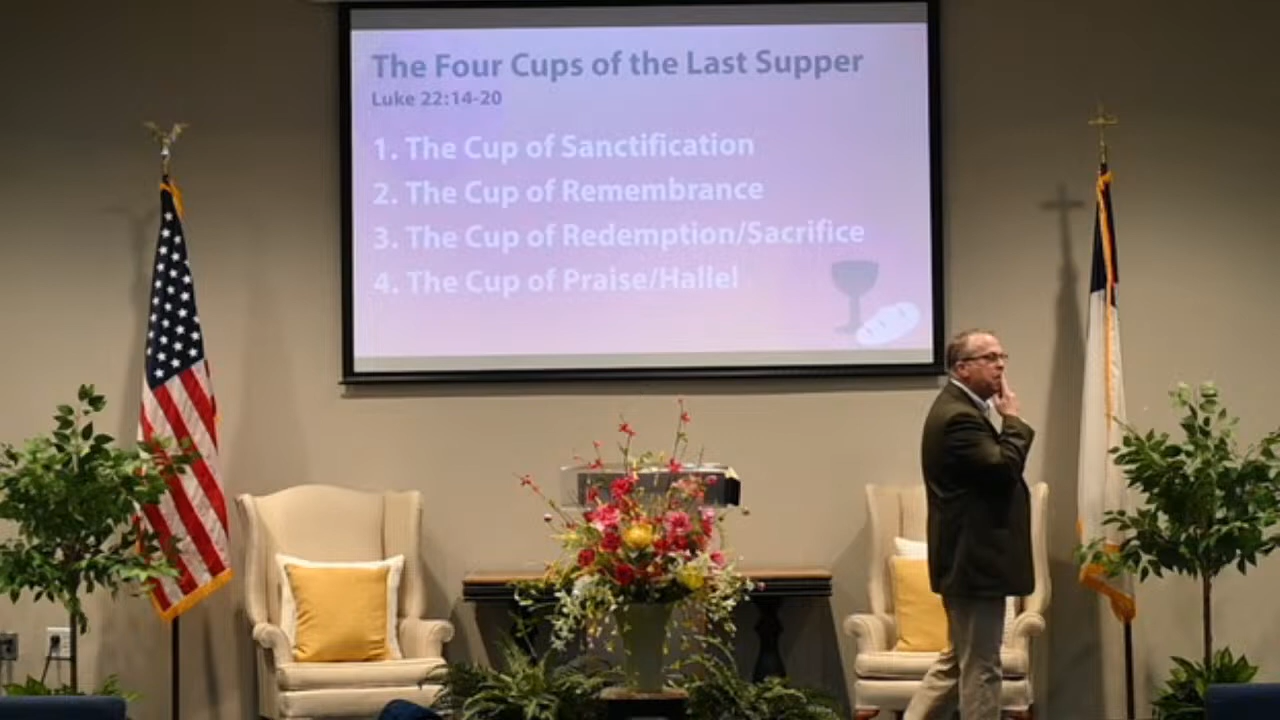 The Four Cups of the Last Supper
Luke 22:14-20
1. The Cup of Sanctification
2. The Cup of Remembrance
3. The Cup of Redemption/Sacrifice
4. The Cup of Praise/Hallel